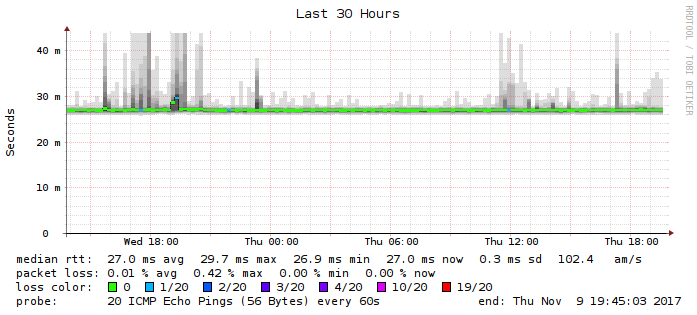 Last 30 Hours
RRDTOOL / TOBI OETIKER
Seconds
40 m
30 m
20 m
10 m
0
Wed 18:00 Thu 00:00 Thu 06:00 Thu 12:00 Thu 18:00
median rtt: 27.0 ms avg 29.7 ms max 26.9 ms min 27.0 ms now 0.3 ms sd 102.4 am/s
packet loss: 0.01 % avg 0.42 % max 0.00 % min 0.00 % now
loss color: 0 1/20 2/20 3/20 4/20 10/20 19/20
probe: 20 ICMP Echo Pings (56 Bytes) every 60s end: Thu Nov 9 19:45:03 2017